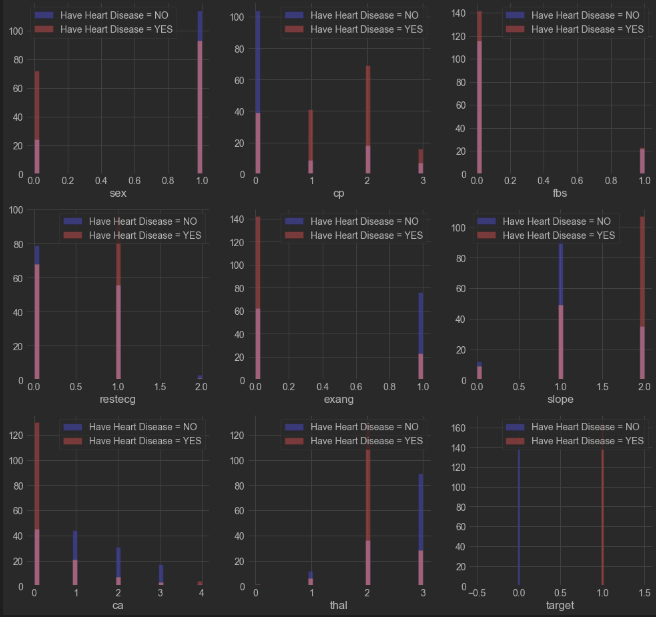 Have Heart Disease = NO
Have Heart Disease = YES
100
80
60
40
20
0
0.0 0.2 0.4 0.6 0.8 1.0
sex
Have Heart Disease = NO
Have Heart Disease = YES
100
80
60
40
20
0
0 1 2 3
cp
Have Heart Disease = NO
Have Heart Disease = YES
140
120
100
80
60
40
20
0
0.0 0.2 0.4 0.6 0.8 1.0
fbs
Have Heart Disease = NO
Have Heart Disease = YES
100
80
60
40
20
0
0.0 0.5 1.0 1.5 2.0
restecg
Have Heart Disease = NO
Have Heart Disease = YES
140
120
100
80
60
40
20
0
0.0 0.2 0.4 0.6 0.8 1.0
exang
Have Heart Disease = NO
Have Heart Disease = YES
100
80
60
40
20
0
0.0 0.5 1.0 1.5 2.0
slope
Have Heart Disease = NO
Have Heart Disease = YES
120
100
80
60
40
20
0
0 1 2 3 4
ca
Have Heart Disease = NO
Have Heart Disease = YES
120
100
80
60
40
20
0
0 1 2 3
thal
Have Heart Disease = NO
Have Heart Disease = YES
160
140
120
100
80
60
40
20
0
−0.5 0.0 0.5 1.0 1.5
target